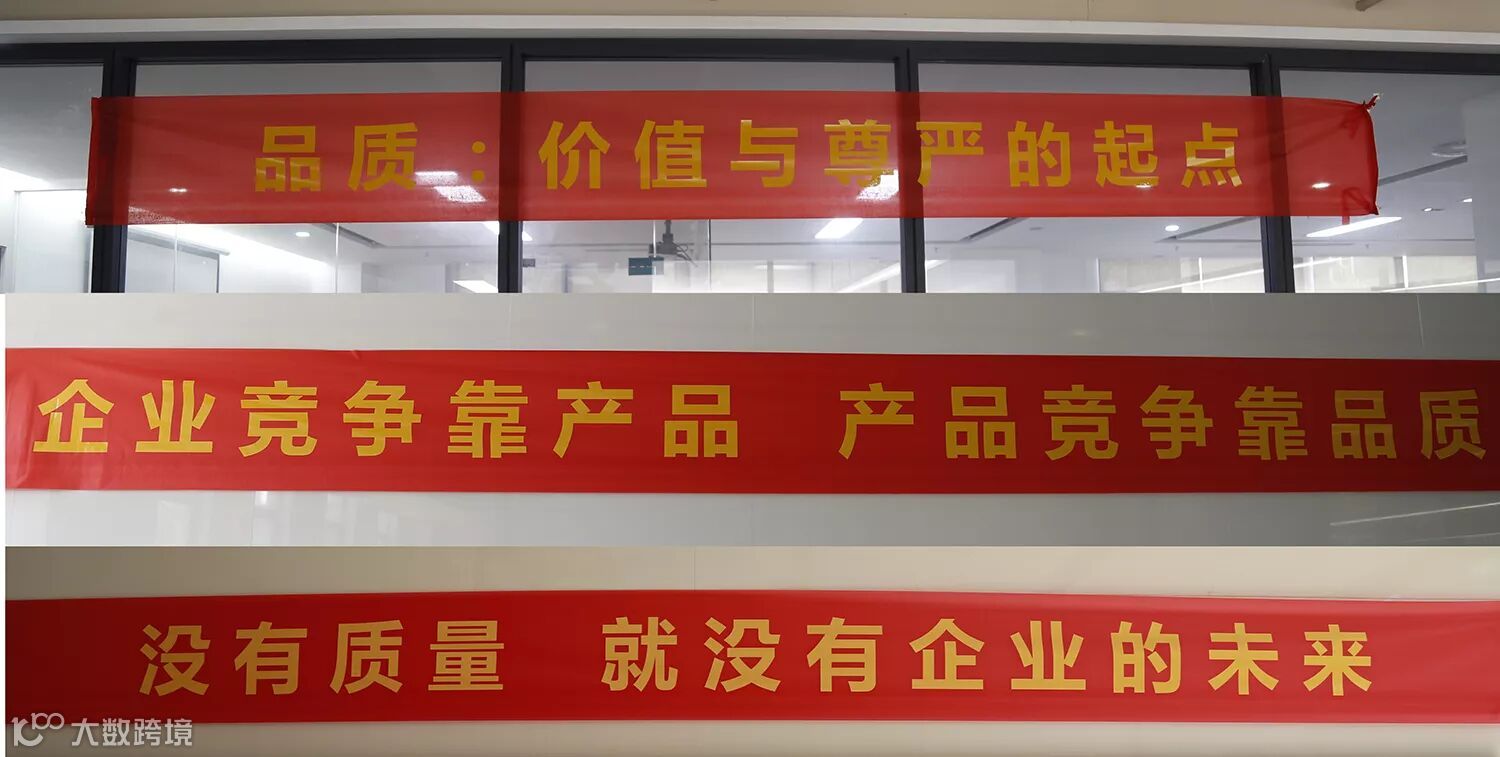 品质：价值与尊严的起点
企业竞争靠产品 产品竞争靠品质
没有质量 就没有企业的未来
大数跨境